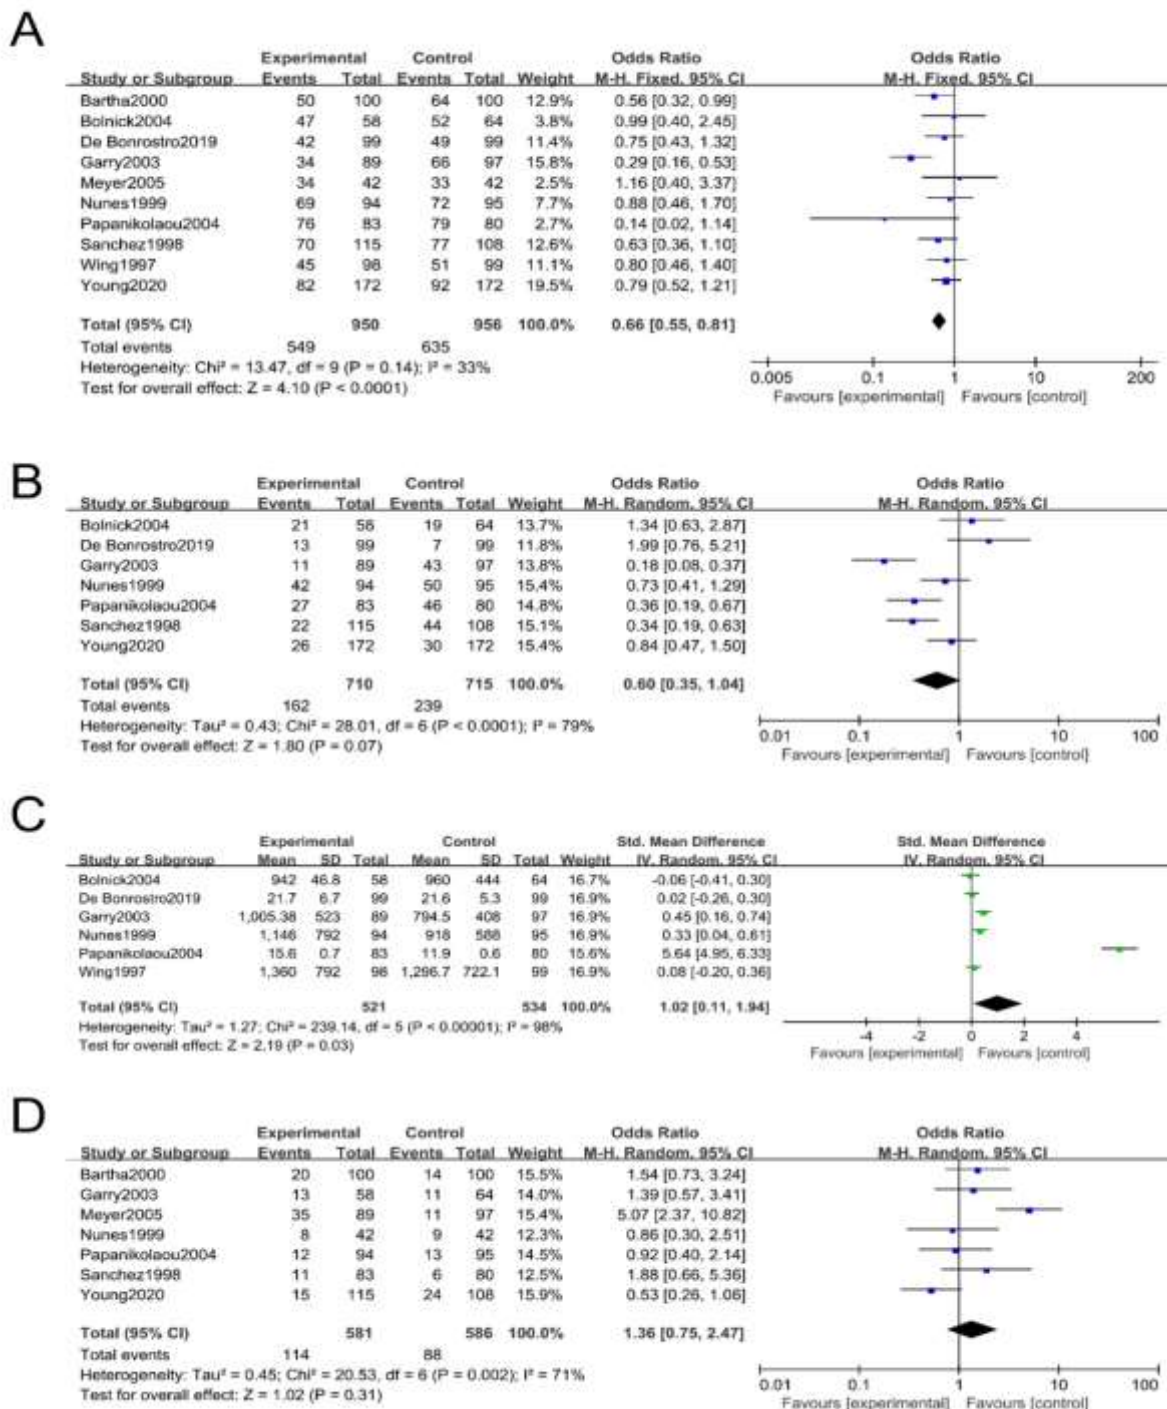 A
Experimental Control Odds Ratio Odds Ratio
Study or Subgroup Events Total Events Total Weight M-H. Fixed. 95% CI M-H. Fixed. 95% CI
Bartha2000 50 100 64 100 12.9% 0.56 [0.32, 0.99]
Bolnick2004 47 58 52 64 3.8% 0.99 [0.40, 2.45]
De Bonrostro2019 42 99 49 99 11.4% 0.75 [0.43, 1.32]
Garry2003 34 89 66 97 15.8% 0.29 [0.16, 0.53]
Meyer2005 34 42 33 42 2.5% 1.16 [0.40, 3.37]
Nunes1999 69 94 72 95 7.7% 0.88 [0.46, 1.70]
Papanikolaou2004 76 83 79 80 2.7% 0.14 [0.02, 1.14]
Sanchez1998 70 115 77 108 12.6% 0.63 [0.36, 1.10]
Wing1997 45 98 51 99 11.1% 0.80 [0.46, 1.40]
Young2020 82 172 92 172 19.5% 0.79 [0.52, 1.21]
Total (95% CI) 950 956 100.0% 0.66 [0.55, 0.81]
Total events 549 635
Heterogeneity: Chi² = 13.47, df = 9 (P = 0.14); I² = 33%
Test for overall effect: Z = 4.10 (P < 0.0001)
0.005 0.1 1 10 200
Favours [experimental] Favours [control]
B
Experimental Control Odds Ratio Odds Ratio
Study or Subgroup Events Total Events Total Weight M-H. Random. 95% CI M-H. Random. 95% CI
Bolnick2004 21 58 19 64 13.7% 1.34 [0.63, 2.87]
De Bonrostro2019 13 99 7 99 11.8% 1.99 [0.76, 5.21]
Garry2003 11 89 43 97 13.8% 0.18 [0.08, 0.37]
Nunes1999 42 94 50 95 15.4% 0.73 [0.41, 1.29]
Papanikolaou2004 27 83 46 80 14.8% 0.36 [0.19, 0.67]
Sanchez1998 22 115 44 108 15.1% 0.34 [0.19, 0.63]
Young2020 26 172 30 172 15.4% 0.84 [0.47, 1.50]
Total (95% CI) 710 715 100.0% 0.60 [0.35, 1.04]
Total events 162 239
Heterogeneity: Tau² = 0.43; Chi² = 28.01, df = 6 (P < 0.0001); I² = 79%
Test for overall effect: Z = 1.80 (P = 0.07)
0.01 0.1 1 10 100
Favours [experimental] Favours [control]
C
Experimental Control Std. Mean Difference Std. Mean Difference
Study or Subgroup Mean SD Total Mean SD Total Weight IV. Random. 95% CI IV. Random. 95% CI
Bolnick2004 942 46.8 58 960 444 64 16.7% -0.06 [-0.41, 0.30]
De Bonrostro2019 21.7 6.7 99 21.6 5.3 99 16.9% 0.02 [-0.26, 0.30]
Garry2003 1,005.38 523 89 794.5 408 97 16.9% 0.45 [0.16, 0.74]
Nunes1999 1,146 792 94 918 588 95 16.9% 0.33 [0.04, 0.61]
Papanikolaou2004 15.6 0.7 83 11.9 0.6 80 15.6% 5.64 [4.95, 6.33]
Wing1997 1,360 792 98 1,296.7 722.1 99 16.9% 0.08 [-0.20, 0.36]
Total (95% CI) 521 534 100.0% 1.02 [0.11, 1.94]
Heterogeneity: Tau² = 1.27; Chi² = 239.14, df = 5 (P < 0.00001); I² = 98%
Test for overall effect: Z = 2.19 (P = 0.03)
-4 -2 0 2 4
Favours [experimental] Favours [control]
D
Experimental Control Odds Ratio Odds Ratio
Study or Subgroup Events Total Events Total Weight M-H. Random. 95% CI M-H. Random. 95% CI
Bartha2000 20 100 14 100 15.5% 1.54 [0.73, 3.24]
Garry2003 13 58 11 64 14.0% 1.39 [0.57, 3.41]
Meyer2005 35 89 11 97 15.4% 5.07 [2.37, 10.82]
Nunes1999 8 42 9 42 12.3% 0.86 [0.30, 2.51]
Papanikolaou2004 12 94 13 95 14.5% 0.92 [0.40, 2.14]
Sanchez1998 11 83 6 80 12.5% 1.88 [0.66, 5.36]
Young2020 15 115 24 108 15.9% 0.53 [0.26, 1.06]
Total (95% CI) 581 586 100.0% 1.36 [0.75, 2.47]
Total events 114 88
Heterogeneity: Tau² = 0.45; Chi² = 20.53, df = 6 (P = 0.002); I² = 71%
Test for overall effect: Z = 1.02 (P = 0.31)
0.01 0.1 1 10 100
Favours [experimental] Favours [control]